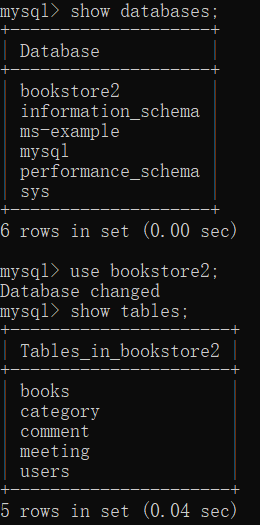 mysql> show databases;
+--------------------+
| Database           |
+--------------------+
| bookstore2         |
| information_schema |
| ms-example         |
| mysql              |
| performance_schema |
| sys                |
+--------------------+
6 rows in set (0.00 sec)

mysql> use bookstore2;
Database changed
mysql> show tables;
+----------------------+
| Tables_in_bookstore2 |
+----------------------+
| books                |
| category             |
| comment              |
| meeting              |
| users                |
+----------------------+
5 rows in set (0.04 sec)